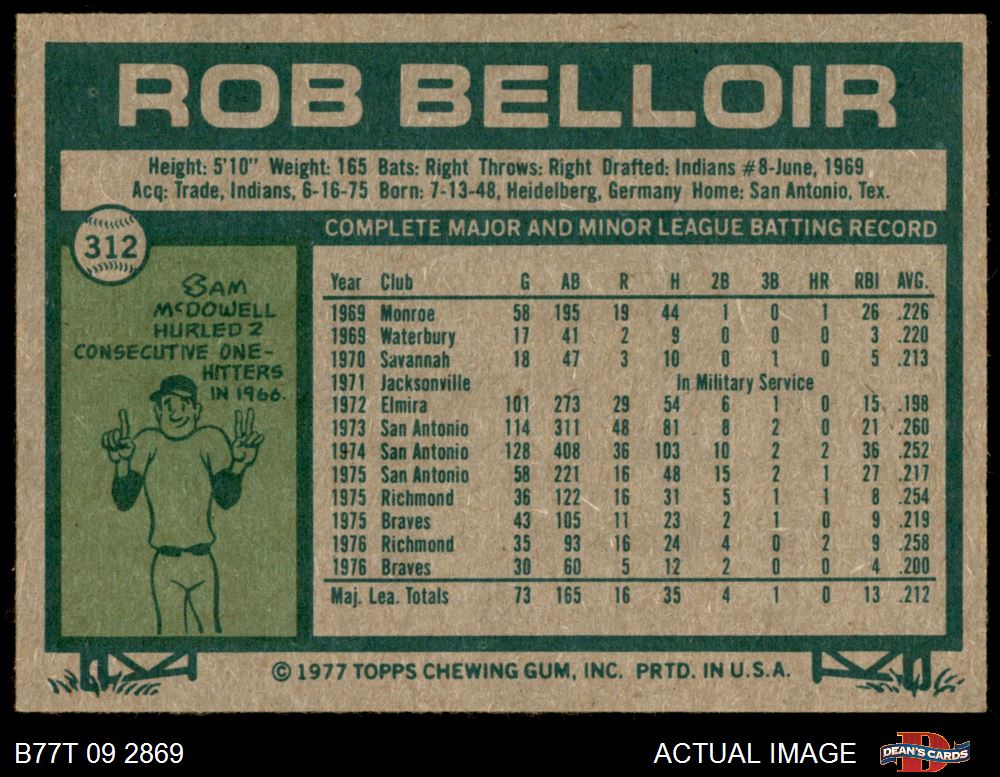 ROB BELLOIR
Height: 5'10" Weight: 165 Bats: Right Throws: Right Drafted: Indians #8-June, 1969
Acq: Trade, Indians, 6-16-75 Born: 7-13-48, Heidelberg, Germany Home: San Antonio, Tex.
312
COMPLETE MAJOR AND MINOR LEAGUE BATTING RECORD
SAM
McDOWELL
HURLED 2
CONSECUTIVE ONE-
HITTERS
IN 1966.
Year Club G AB R H 2B 3B HR RBI AVG.
1969 Monroe 58 195 19 44 1 0 1 26 .226
1969 Waterbury 17 41 2 9 0 0 0 3 .220
1970 Savannah 18 47 3 10 0 1 0 5 .213
1971 Jacksonville In Military Service
1972 Elmira 101 273 29 54 6 1 0 15 .198
1973 San Antonio 114 311 48 81 8 2 0 21 .260
1974 San Antonio 128 408 36 103 10 2 2 36 .252
1975 San Antonio 58 221 16 48 15 2 1 27 .217
1975 Richmond 36 122 16 31 5 1 1 8 .254
1975 Braves 43 105 11 23 2 1 0 9 .219
1976 Richmond 35 93 16 24 4 0 2 9 .258
1976 Braves 30 60 5 12 2 0 0 4 .200
Maj. Lea. Totals 73 165 16 35 4 1 0 13 .212
© 1977 TOPPS CHEWING GUM, INC. PRTD. IN U.S.A.
B77T 09 2869
ACTUAL IMAGE
DEAN'S CARDS